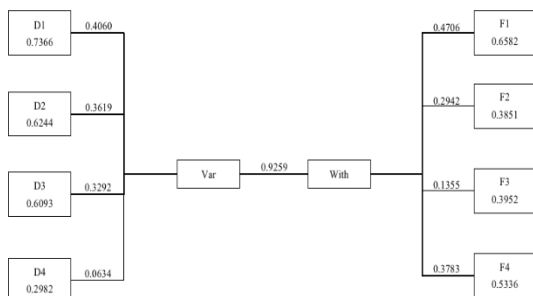 D1
0.7366
0.4060
D2
0.6244
0.3619
D3
0.6093
0.3292
D4
0.2982
0.0634
Var
0.9259
With
0.4706
F1
0.6582
0.2942
F2
0.3851
0.1355
F3
0.3952
0.3783
F4
0.5336